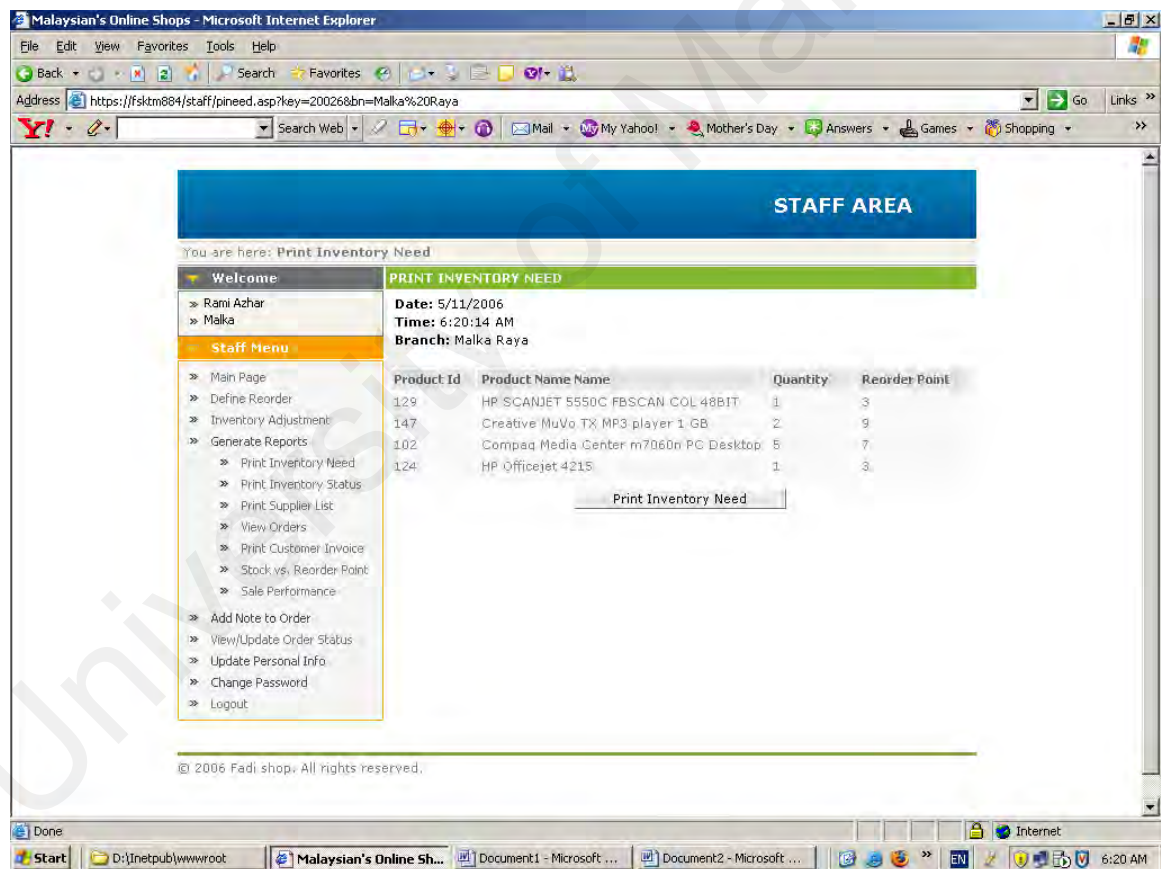 Malaysian's Online Shops - Microsoft Internet Explorer
File Edit View Favorites Tools Help
Back Search Favorites
Address https://fsktm884/staff/pineed.asp?key=20026&bn=Malka%20Raya Go Links »
Y! Search Web Mail My Yahoo! Mother's Day Answers Games Shopping »
STAFF AREA
You are here: Print Inventory Need
Welcome
» Rami Azhar
» Malka
Staff Menu
» Main Page
» Define Reorder
» Inventory Adjustment
» Generate Reports
» Print Inventory Need
» Print Inventory Status
» Print Supplier List
» View Orders
» Print Customer Invoice
» Stock vs. Reorder Point
» Sale Performance
» Add Note to Order
» View/Update Order Status
» Update Personal Info
» Change Password
» Logout
PRINT INVENTORY NEED
Date: 5/11/2006
Time: 6:20:14 AM
Branch: Malka Raya
Product Id Product Name Name Quantity Reorder Point
129 HP SCANJET 5550C FBSCAN COL 48BIT 1 3
147 Creative MuVo TX MP3 player 1 GB 2 9
102 Compaq Media Center m7060n PC Desktop 5 7
124 HP Officejet 4215 1 3
Print Inventory Need
© 2006 Fadi shop. All rights reserved.
Done Internet
Start D:\Inetpub\wwwroot Malaysian's Online Sh... Document1 - Microsoft ... Document2 - Microsoft ... » EN 6:20 AM
University of Ma